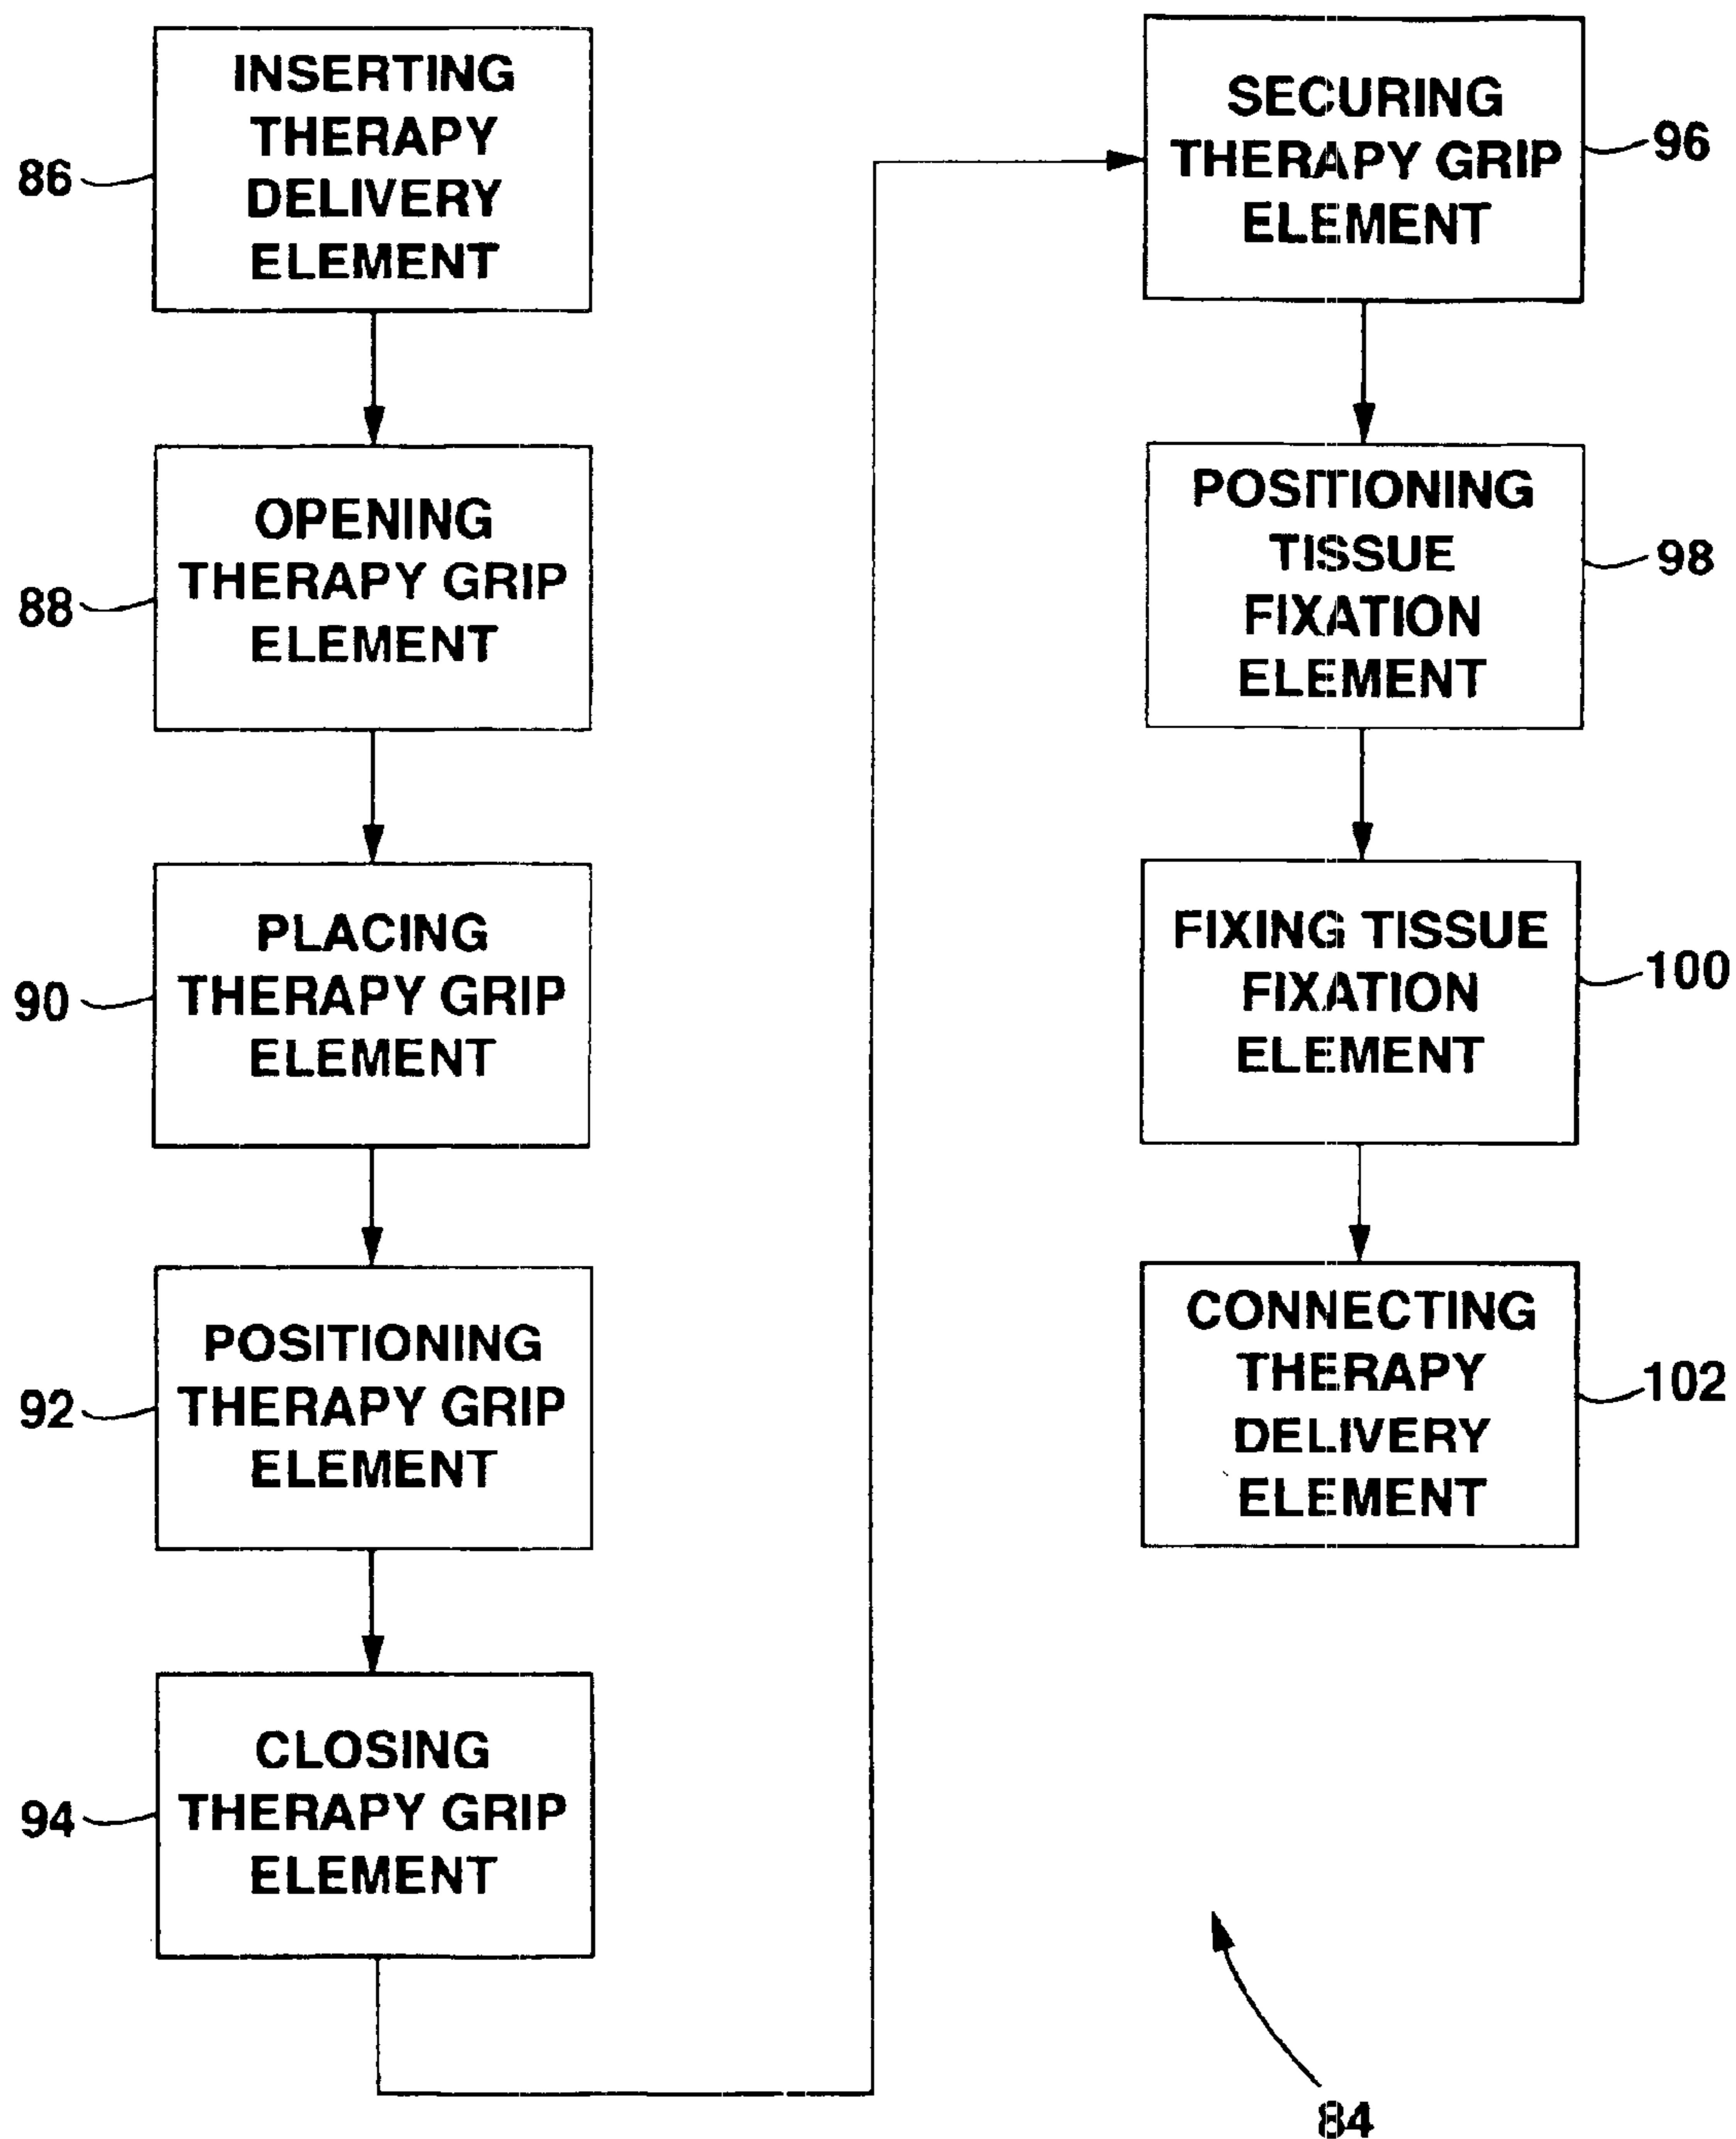 INSERTING
THERAPY
DELIVERY
ELEMENT
86
OPENING
THERAPY GRIP
ELEMENT
88
PLACING
THERAPY GRIP
ELEMENT
90
POSITIONING
THERAPY GRIP
ELEMENT
92
CLOSING
THERAPY GRIP
ELEMENT
94
SECURING
THERAPY GRIP
ELEMENT
96
POSITIONING
TISSUE
FIXATION
ELEMENT
98
FIXING TISSUE
FIXATION
ELEMENT
100
CONNECTING
THERAPY
DELIVERY
ELEMENT
102
84